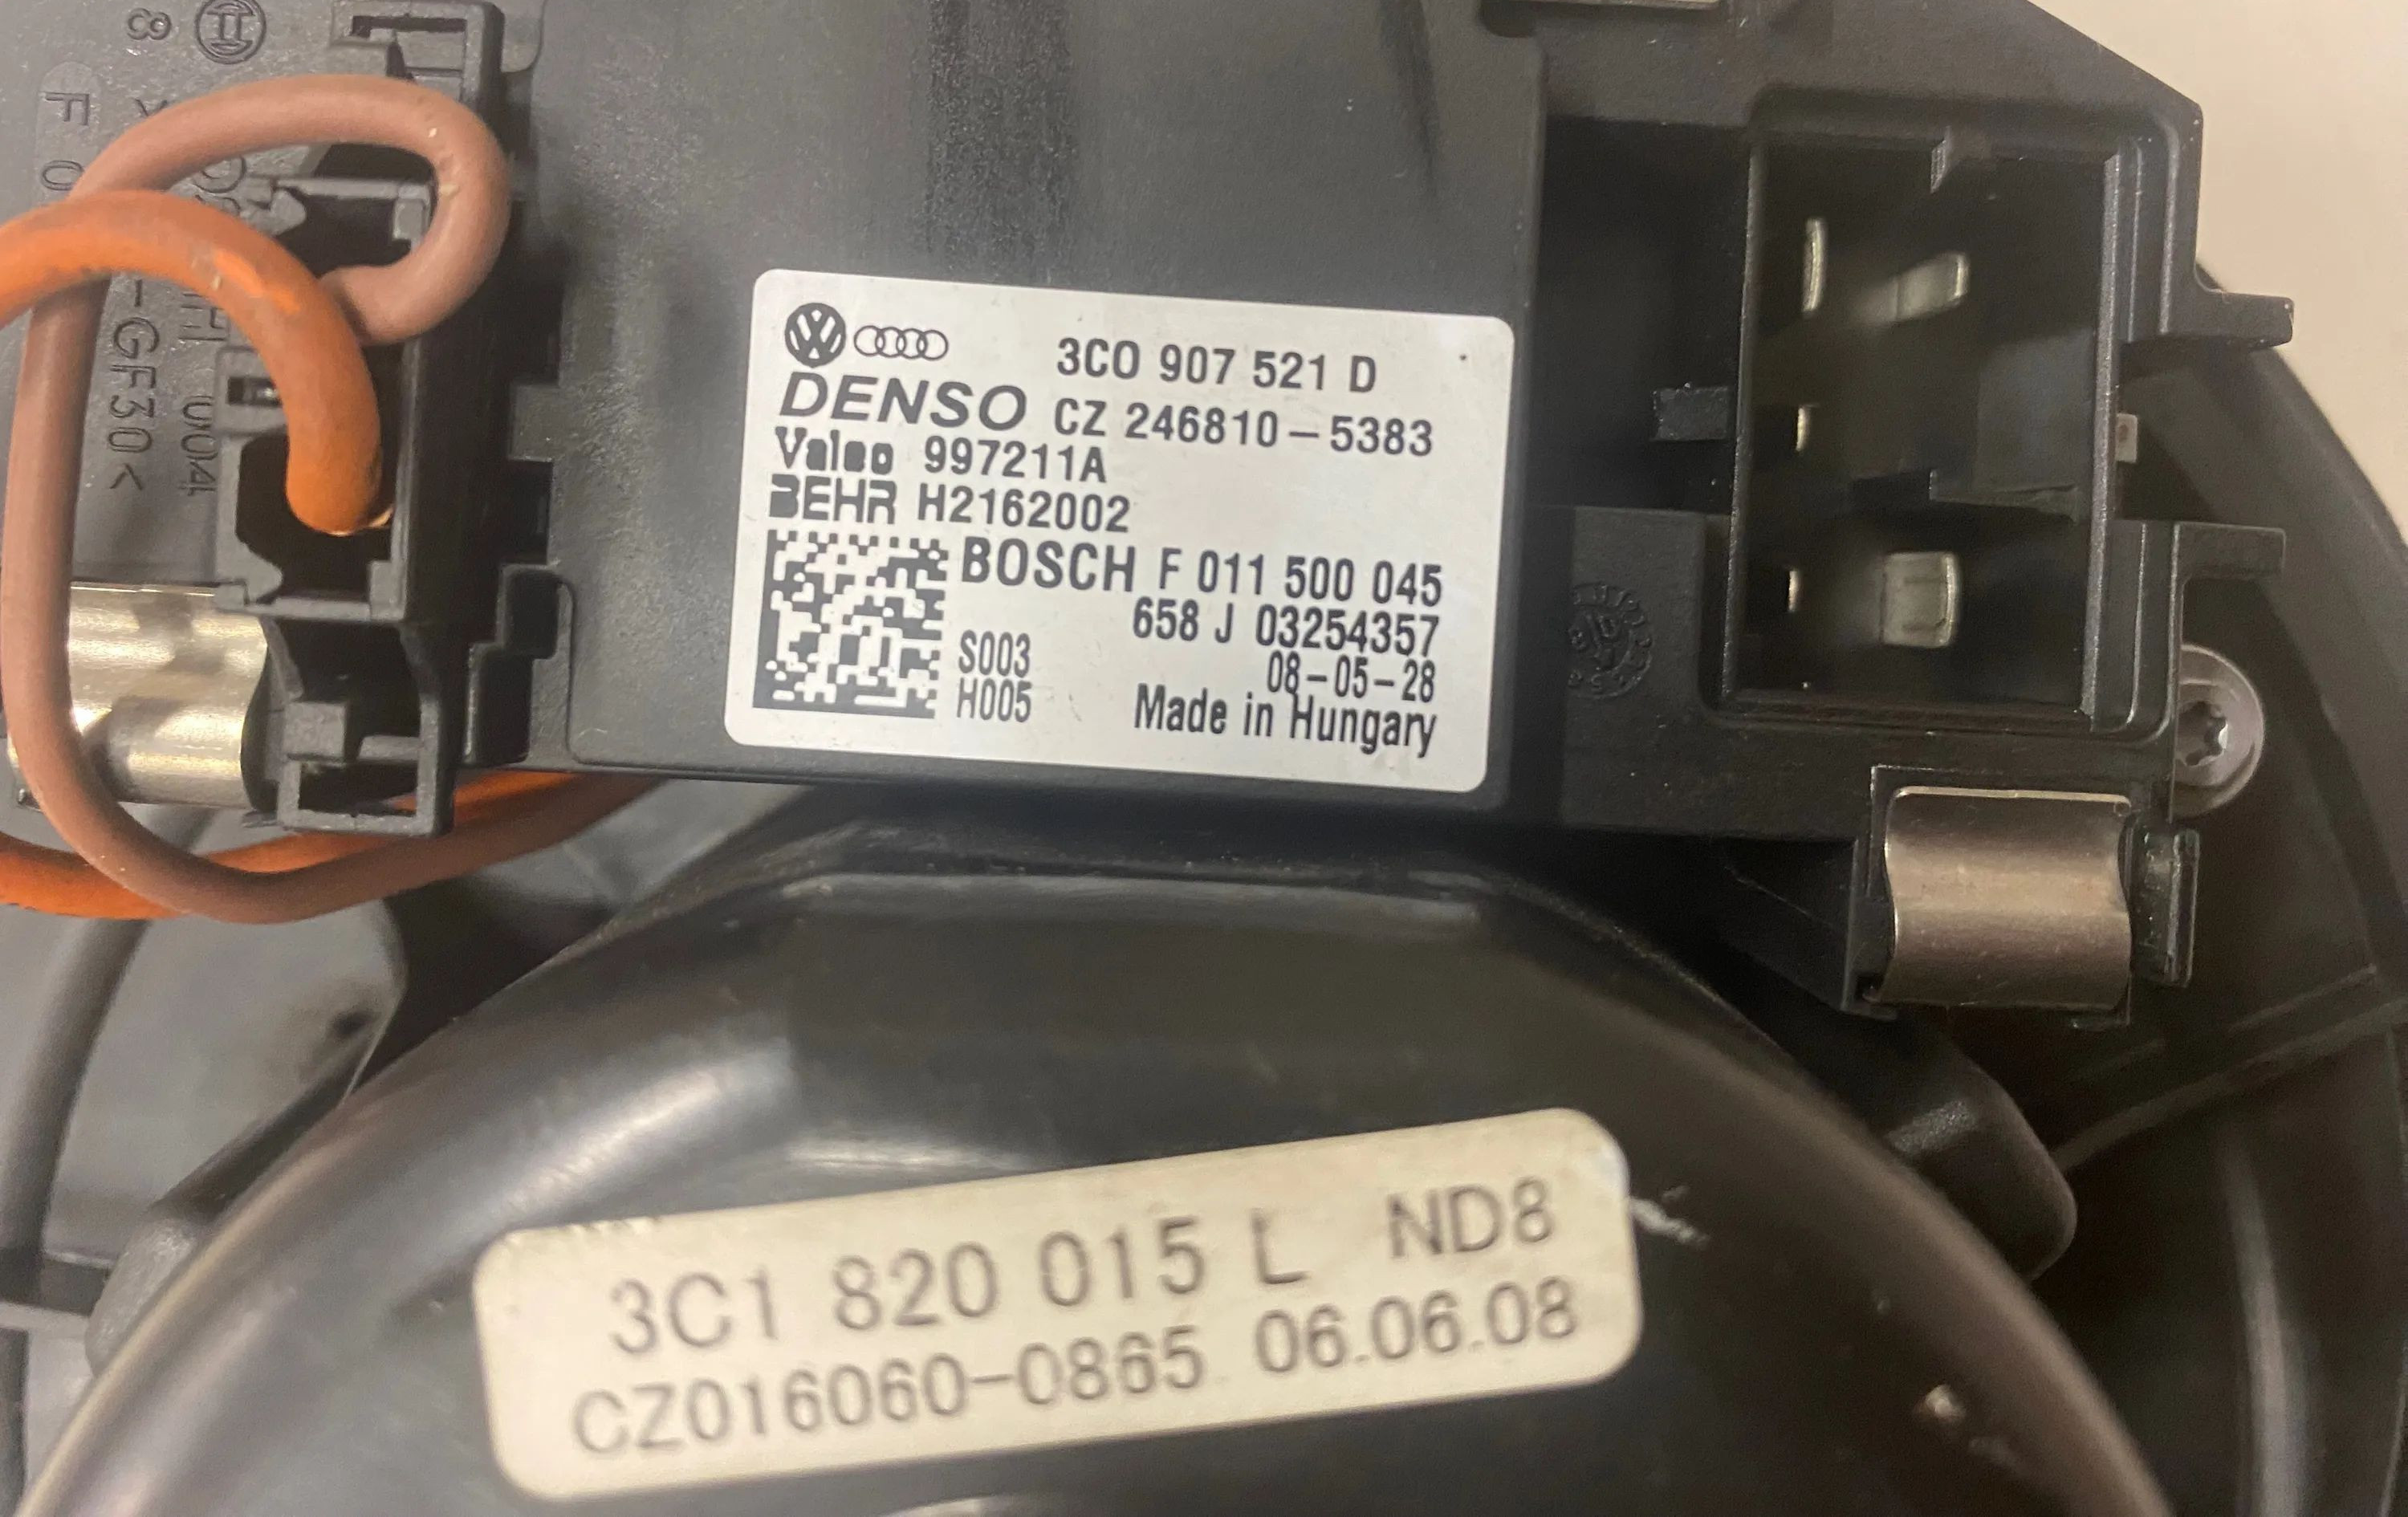 3C0 907 521 D
DENSO CZ 246810-5383
Valeo 997211A
BEHR H2162002
BOSCH F 011 500 045
658 J 03254357
S003 08-05-28
H005 Made in Hungary
3C1 820 015 L ND8
CZ016060-0865 06.06.08
-GF30<